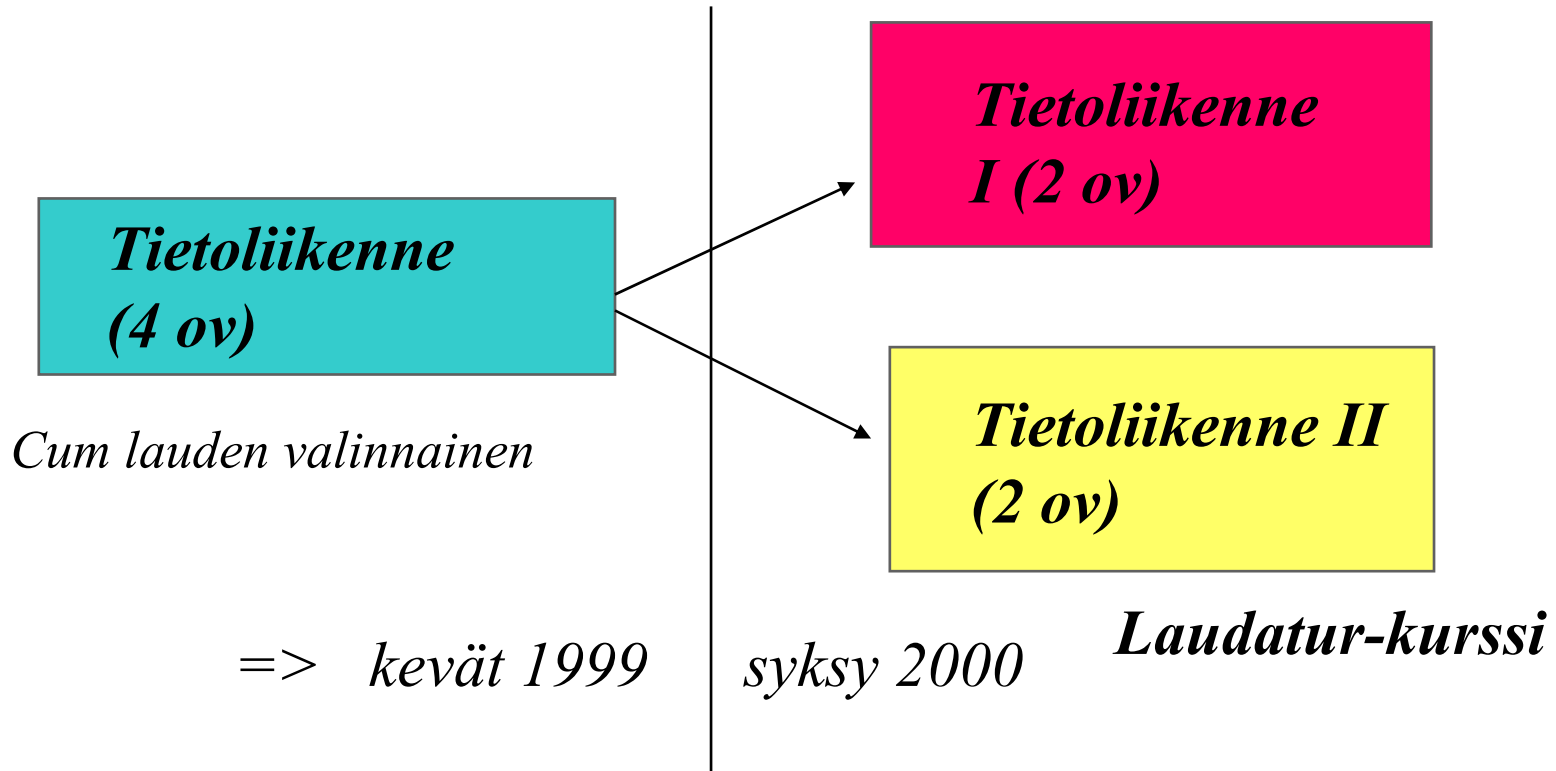 Tietoliikenne
(4 ov)
Cum lauden valinnainen
Tietoliikenne
I (2 ov)
Tietoliikenne II
(2 ov)
Laudatur-kurssi
=> kevät 1999
syksy 2000